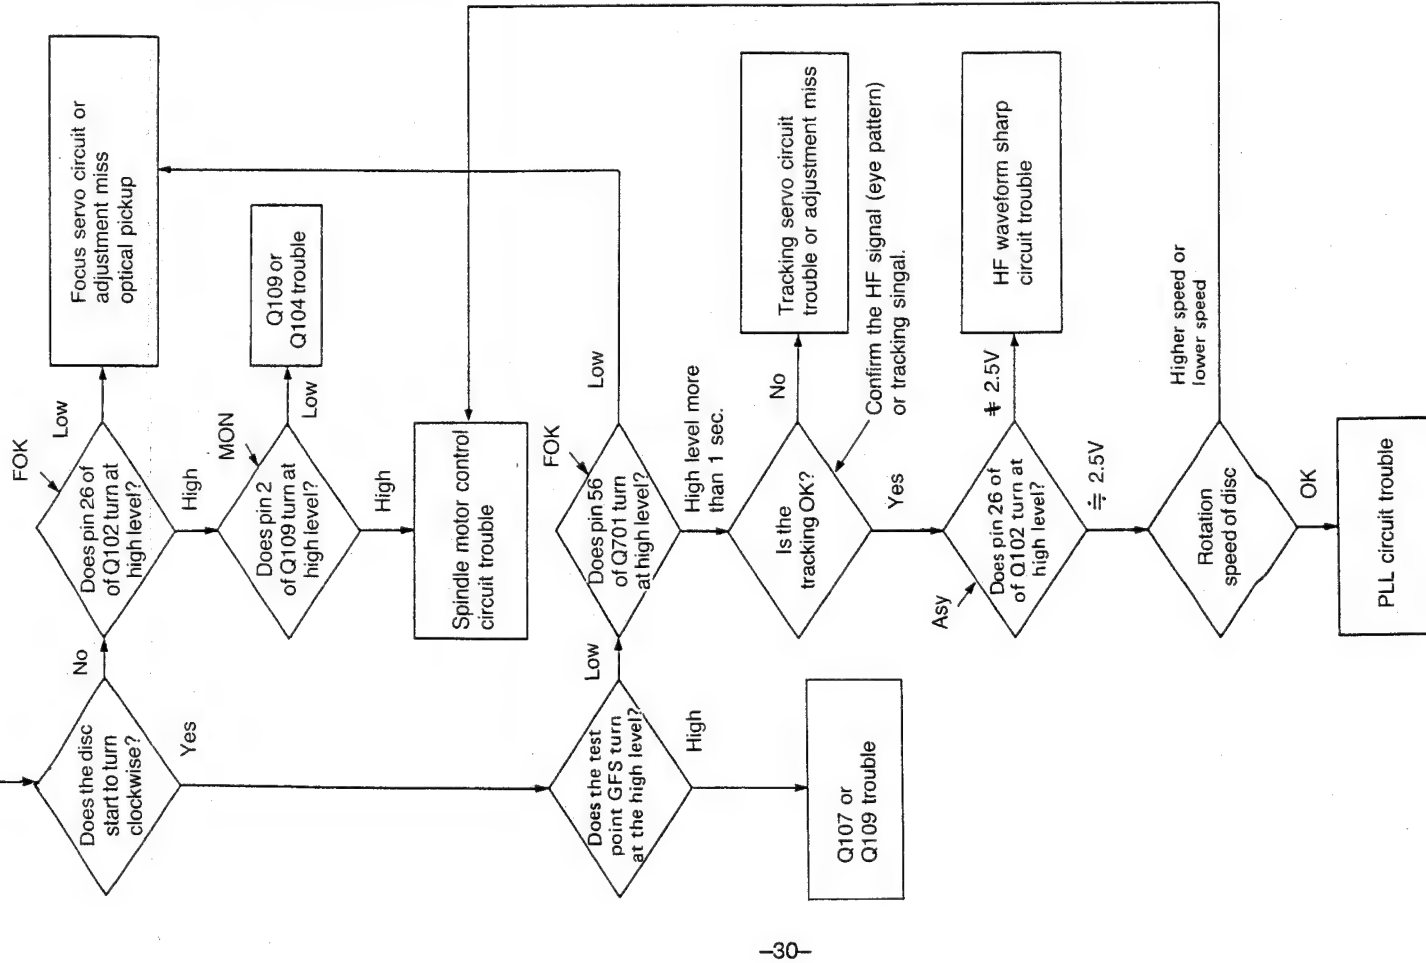 Does the disc
start to turn
clockwise?
No
Yes
FOK
Does pin 26 of
of Q102 turn at
high level?
Low
High
Focus servo circuit or
adjustment miss
optical pickup
MON
Does pin 2
of Q109 turn at
high level?
Low
High
Q109 or
Q104 trouble
Spindle motor control
circuit trouble
Does the test
point GFS turn
at the high level?
Low
High
Q107 or
Q109 trouble
FOK
Does pin 56
of Q701 turn
at high level?
Low
High level more
than 1 sec.
Is the
tracking OK?
No
Yes
Tracking servo circuit
trouble or adjustment miss
Confirm the HF signal (eye pattern)
or tracking singal.
Asy
Does pin 26 of
of Q102 turn at
high level?
≒ 2.5V
≠ 2.5V
HF waveform sharp
circuit trouble
Rotation
speed of disc
Higher speed or
lower speed
OK
PLL circuit trouble
–30–